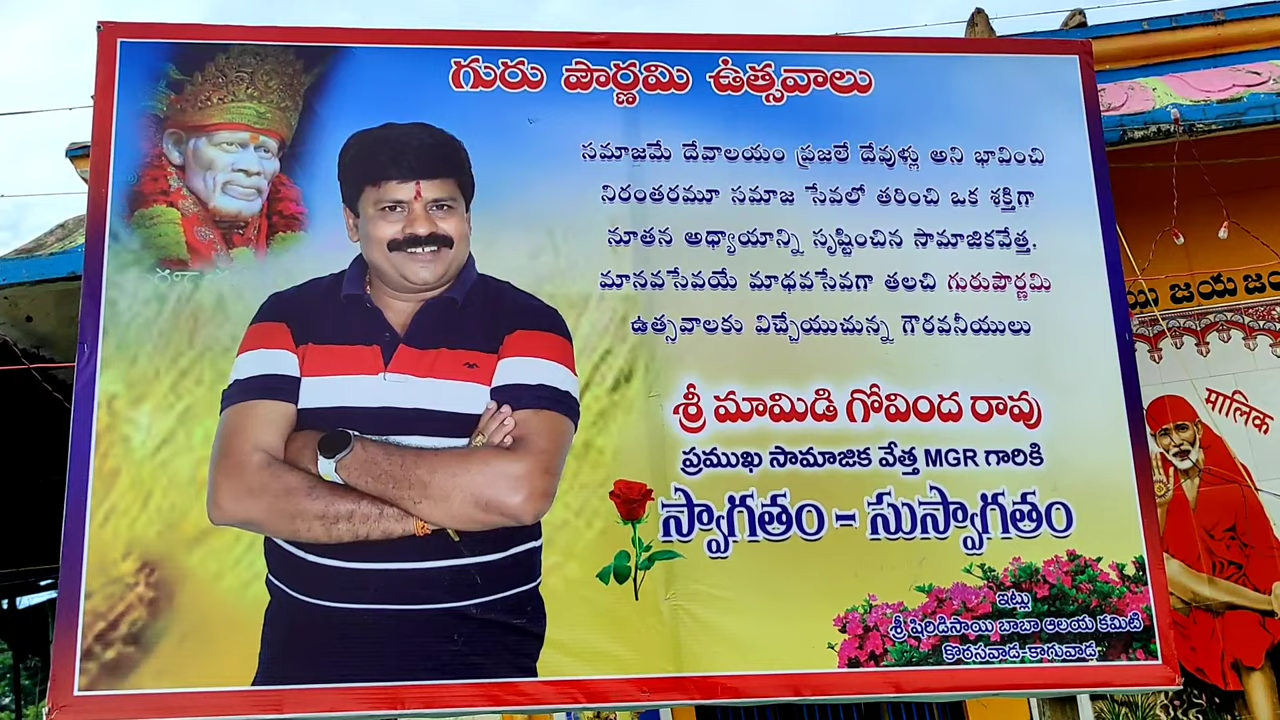 గురు పౌర్ణమి ఉత్సవాలు
సమాజమే దేవాలయం ప్రజలే దేవుళ్లు అని భావించి
నిరంతరమూ సమాజ సేవలో తరించి ఒక శక్తిగా
నూతన అధ్యాయాన్ని సృష్టించిన సామాజికవేత్త.
మానవసేవయే మాధవసేవగా తలచి గురుపౌర్ణమి
ఉత్సవాలకు విచ్చేయుచున్న గౌరవనీయులు
శ్రీ మామిడి గోవింద రావు
ప్రముఖ సామాజిక వేత్త MGR గారికి
స్వాగతం - సుస్వాగతం
ఇట్లు
శ్రీ షిరిడిసాయి బాబా ఆలయ కమిటి
కొరసవాడ-కాగువాడ
జయ
मालिक